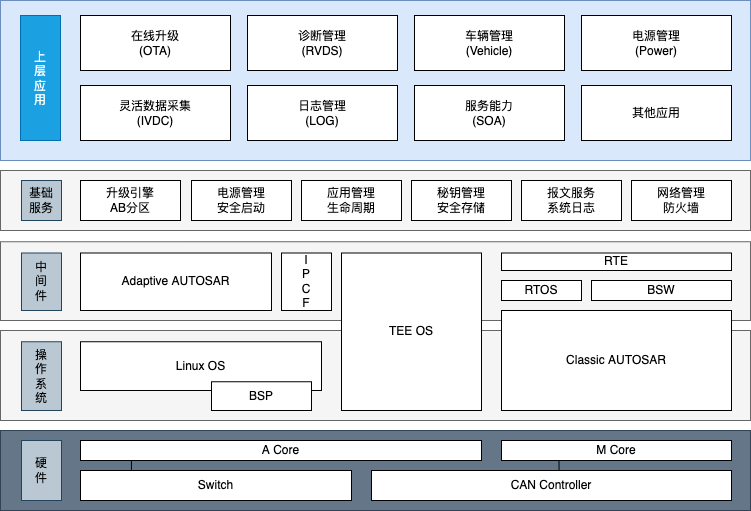 上层应用
在线升级
(OTA)
诊断管理
(RVDS)
车辆管理
(Vehicle)
电源管理
(Power)
灵活数据采集
(IVDC)
日志管理
(LOG)
服务能力
(SOA)
其他应用
基础
服务
升级引擎
AB分区
电源管理
安全启动
应用管理
生命周期
秘钥管理
安全存储
报文服务
系统日志
网络管理
防火墙
中间件
Adaptive AUTOSAR
IPCF
TEE OS
RTE
RTOS
BSW
Classic AUTOSAR
操作系统
Linux OS
BSP
硬件
A Core
M Core
Switch
CAN Controller